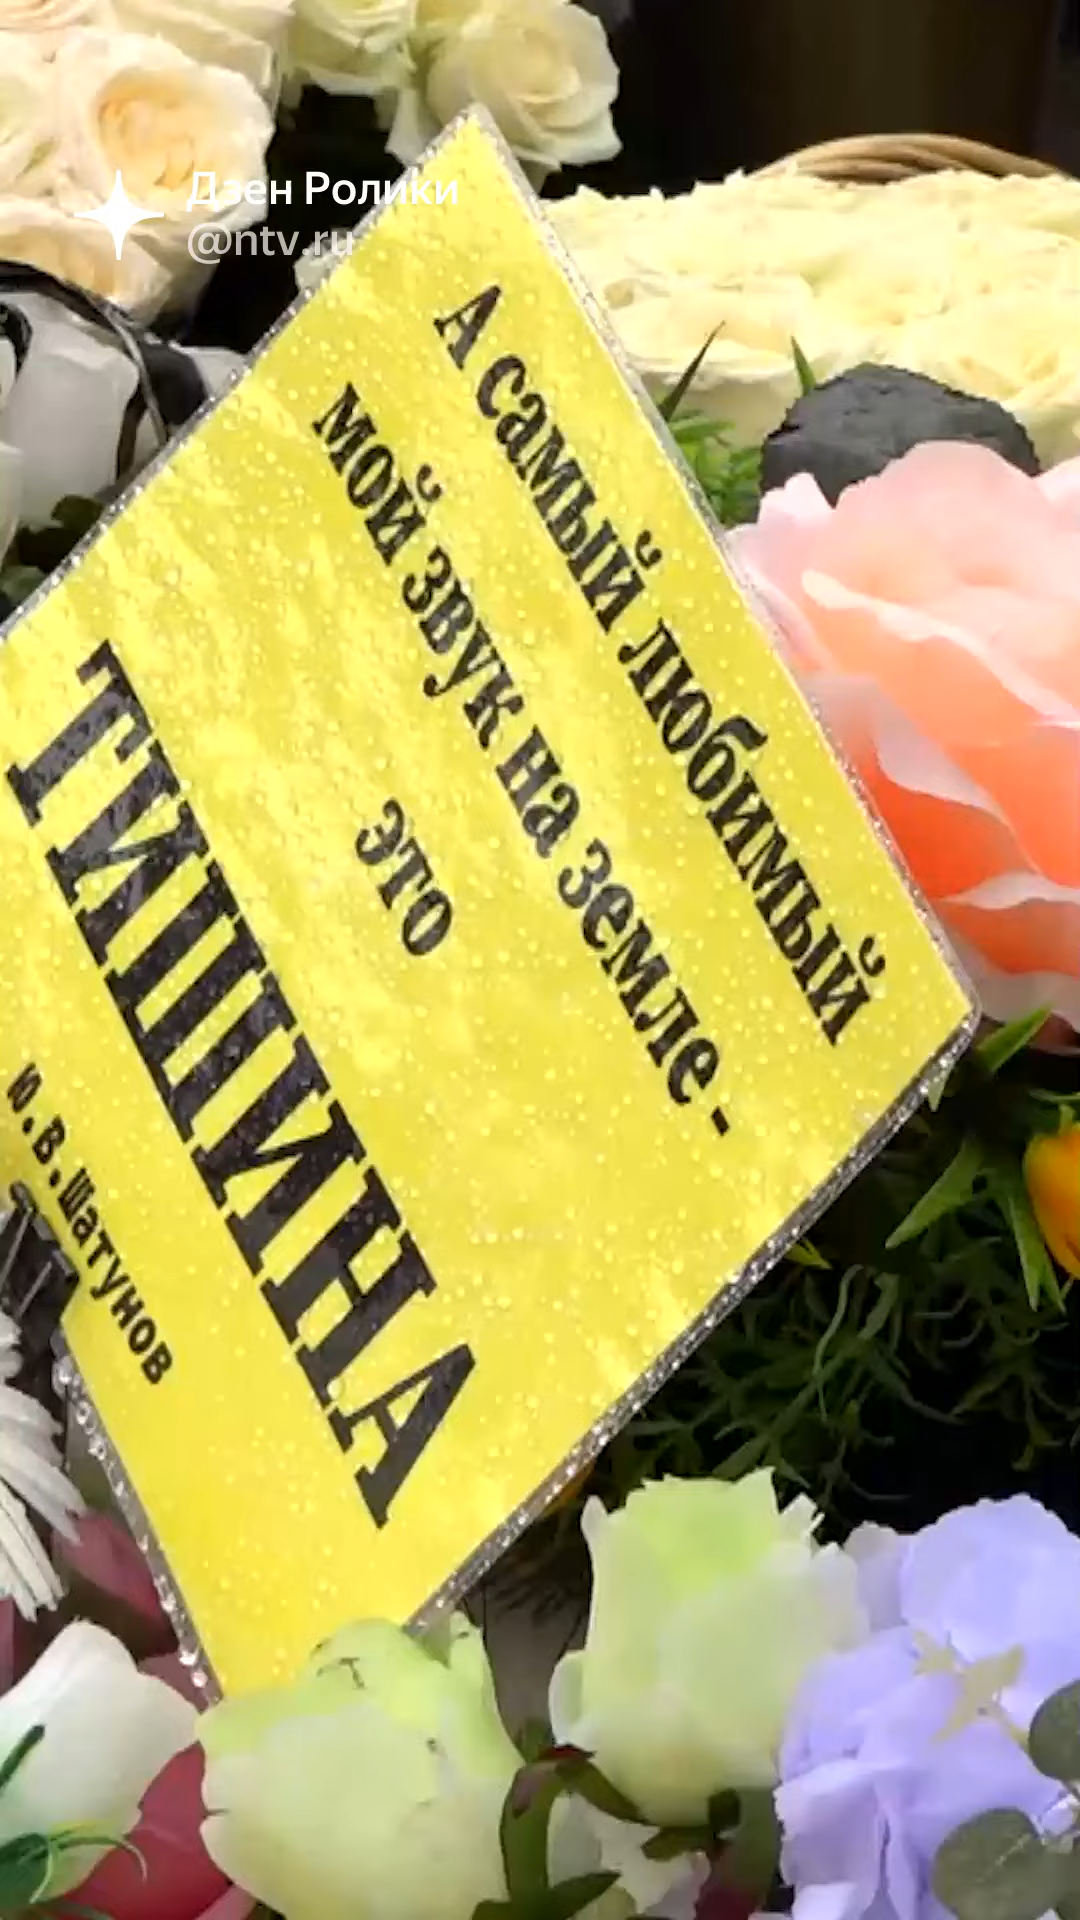 Дзен Ролики
@ntv.ru
А самый любимый
мой звук на земле -
это
ТИШИНА
Ю.В.Шатунов